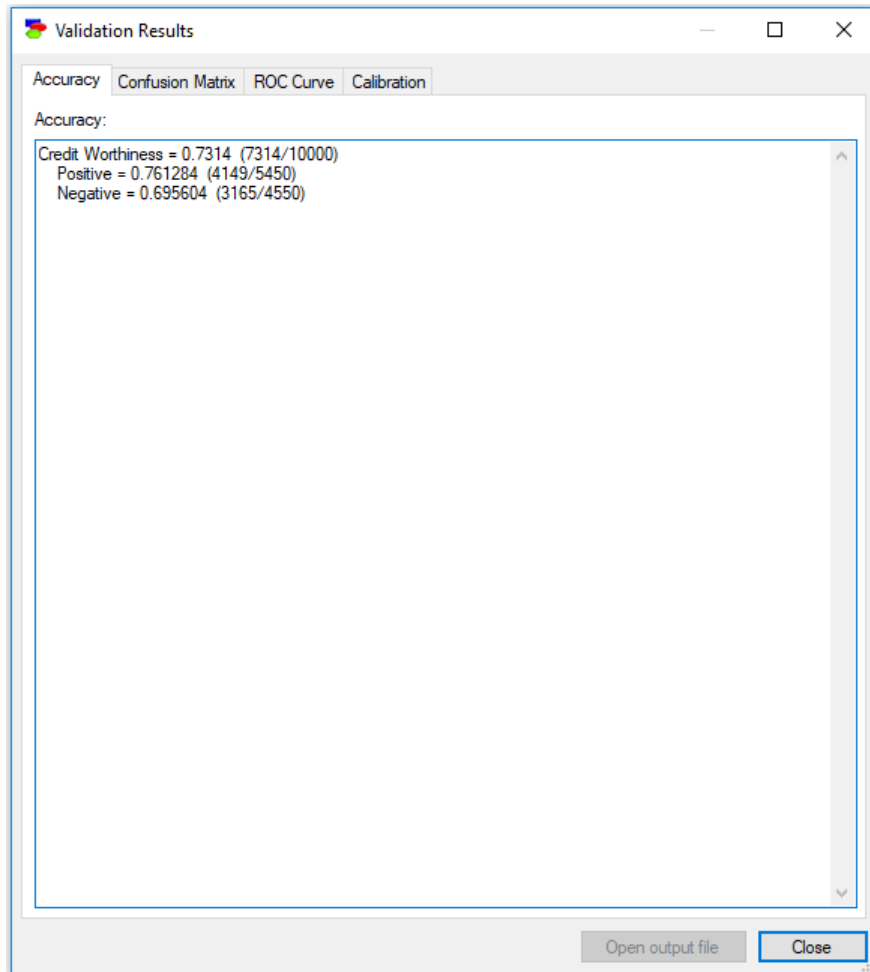 Validation Results
Accuracy Confusion Matrix ROC Curve Calibration
Accuracy:
Credit Worthiness = 0.7314 (7314/10000)
Positive = 0.761284 (4149/5450)
Negative = 0.695604 (3165/4550)
Open output file Close